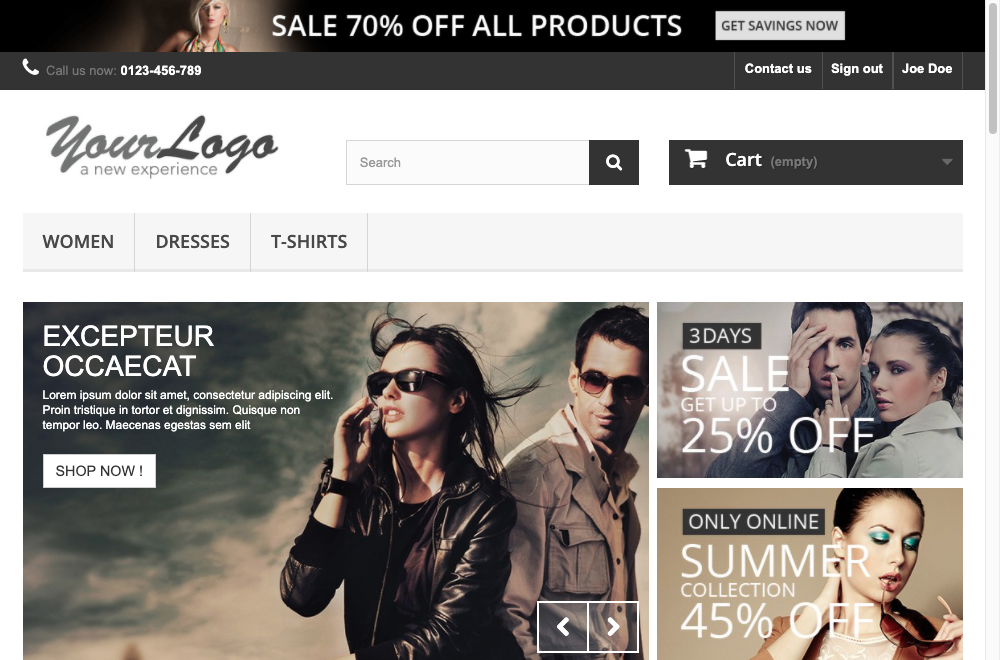 SALE 70% OFF ALL PRODUCTS
GET SAVINGS NOW
Call us now: 0123-456-789
Contact us
Sign out
Joe Doe
YourLogo
a new experience
Search
Cart (empty)
WOMEN
DRESSES
T-SHIRTS
EXCEPTEUR
OCCAECAT
Lorem ipsum dolor sit amet, consectetur adipiscing elit.
Proin tristique in tortor et dignissim. Quisque non
tempor leo. Maecenas egestas sem elit
SHOP NOW !
3 DAYS
SALE
GET UP TO
25% OFF
ONLY ONLINE
SUMMER
COLLECTION
45% OFF